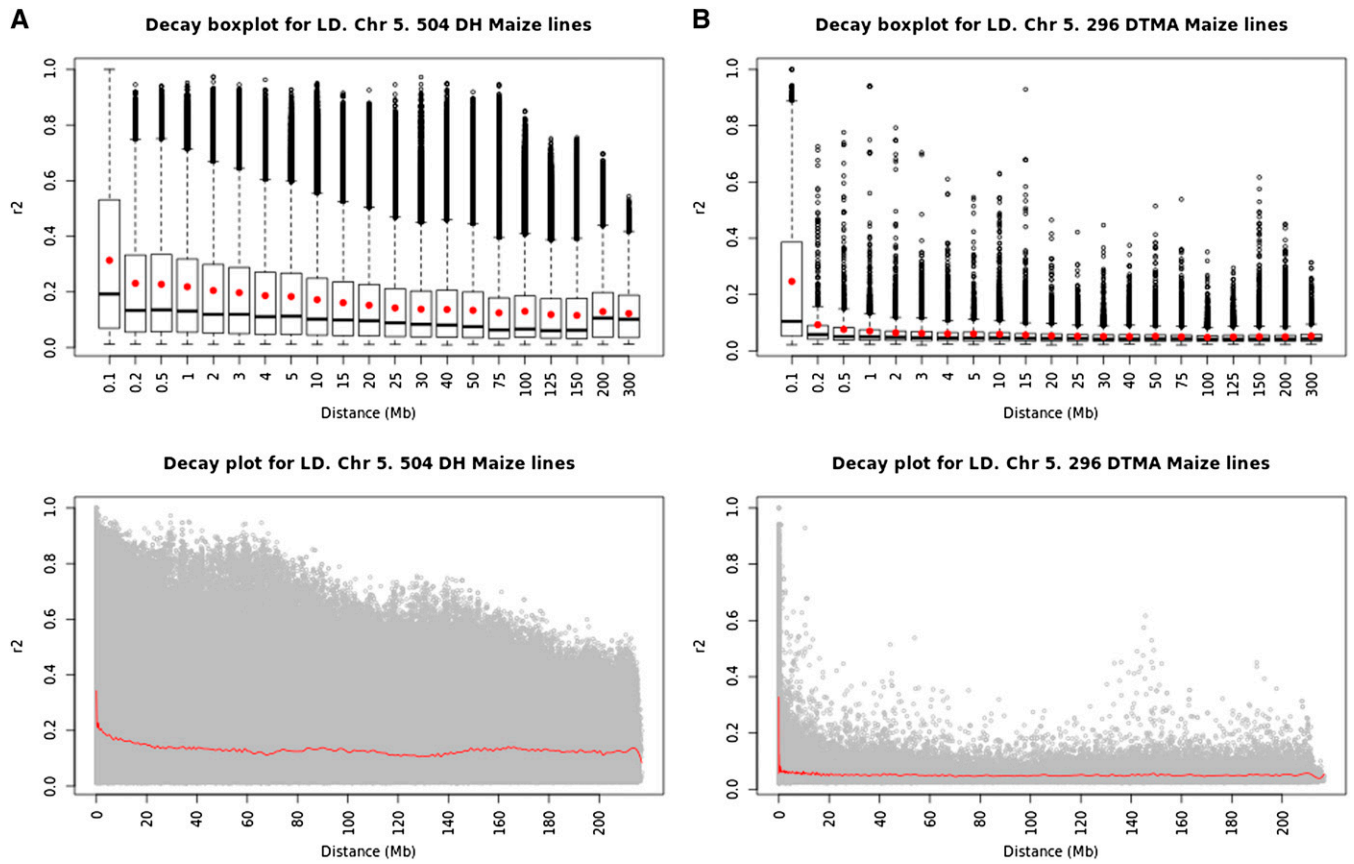 A
Decay boxplot for LD. Chr 5. 504 DH Maize lines
r2
1.0
0.8
0.6
0.4
0.2
0.0
0.1 0.2 0.5 1 2 3 4 5 10 15 20 25 30 40 50 75 100 125 150 200 300
Distance (Mb)
B
Decay boxplot for LD. Chr 5. 296 DTMA Maize lines
r2
1.0
0.8
0.6
0.4
0.2
0.0
0.1 0.2 0.5 1 2 3 4 5 10 15 20 25 30 40 50 75 100 125 150 200 300
Distance (Mb)
Decay plot for LD. Chr 5. 504 DH Maize lines
r2
1.0
0.8
0.6
0.4
0.2
0.0
0 20 40 60 80 100 120 140 160 180 200
Distance (Mb)
Decay plot for LD. Chr 5. 296 DTMA Maize lines
r2
1.0
0.8
0.6
0.4
0.2
0.0
0 20 40 60 80 100 120 140 160 180 200
Distance (Mb)